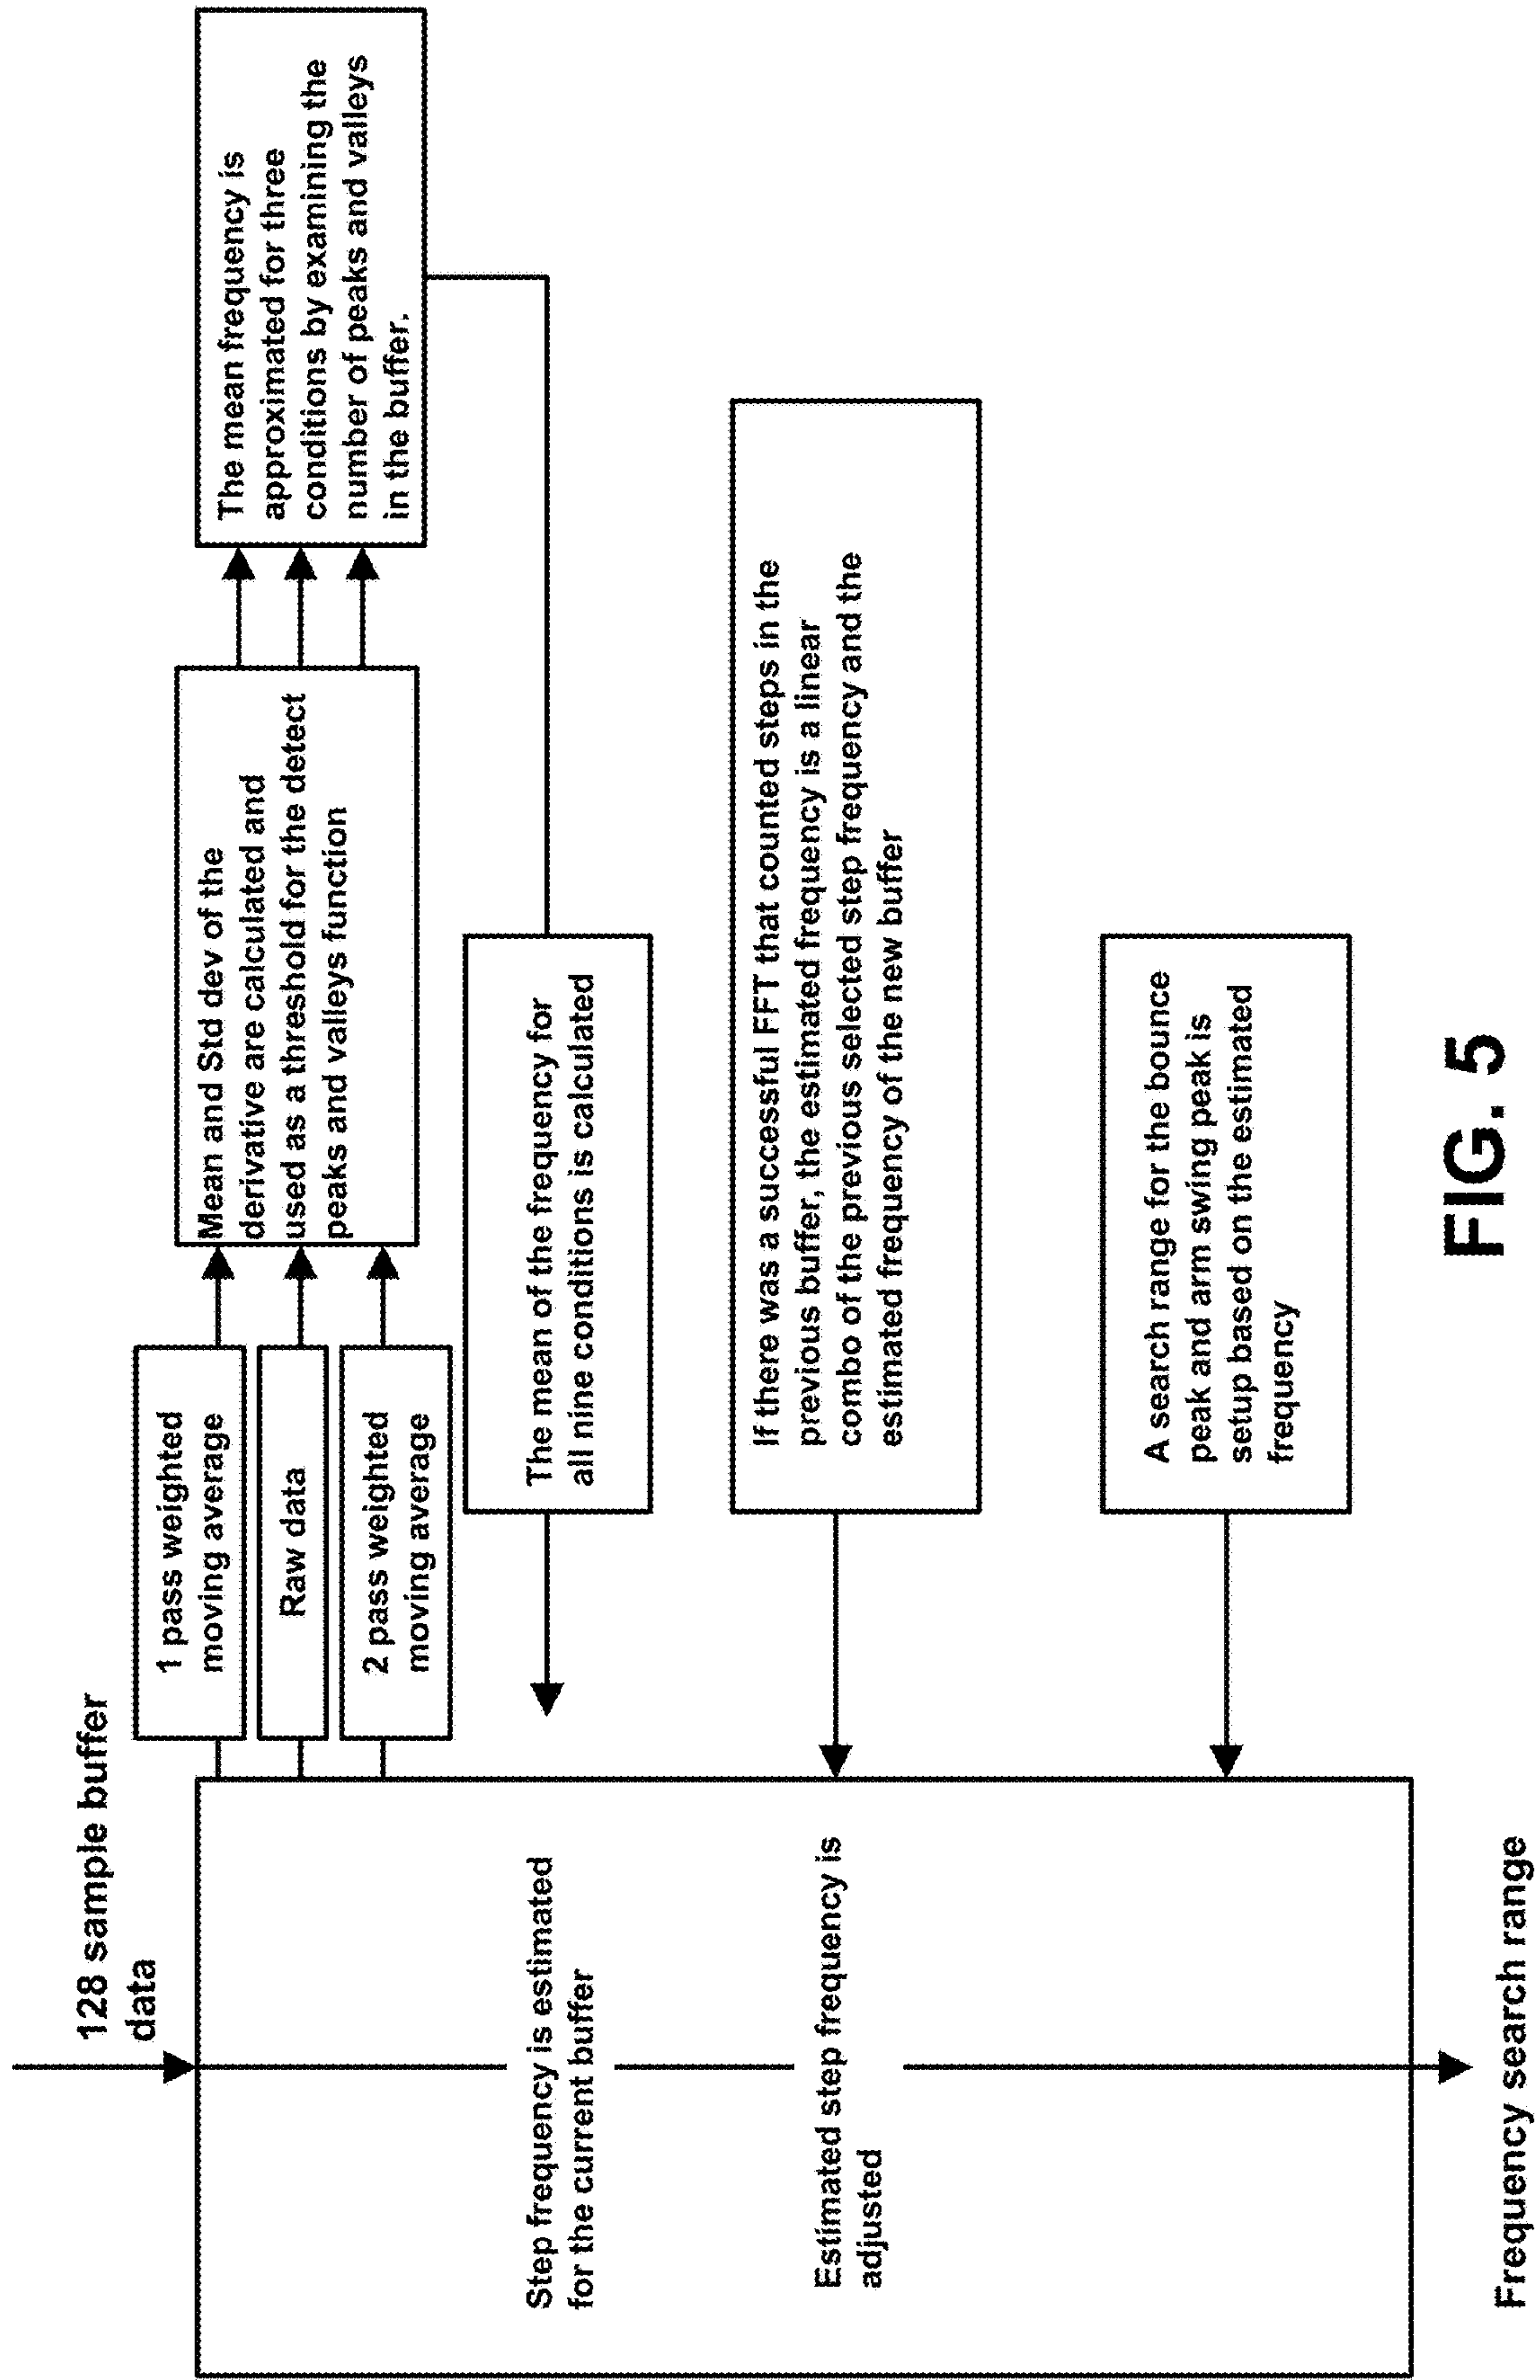 128 sample buffer
data
1 pass weighted
moving average
Raw data
2 pass weighted
moving average
Mean and Std dev of the
derivative are calculated and
used as a threshold for the detect
peaks and valleys function
The mean frequency is
approximated for three
conditions by examining the
number of peaks and valleys
in the buffer.
Step frequency is estimated
for the current buffer
The mean of the frequency for
all nine conditions is calculated
Estimated step frequency is
adjusted
If there was a successful FFT that counted steps in the
previous buffer, the estimated frequency is a linear
combo of the previous selected step frequency and the
estimated frequency of the new buffer
A search range for the bounce
peak and arm swing peak is
setup based on the estimated
frequency
Frequency search range
FIG. 5